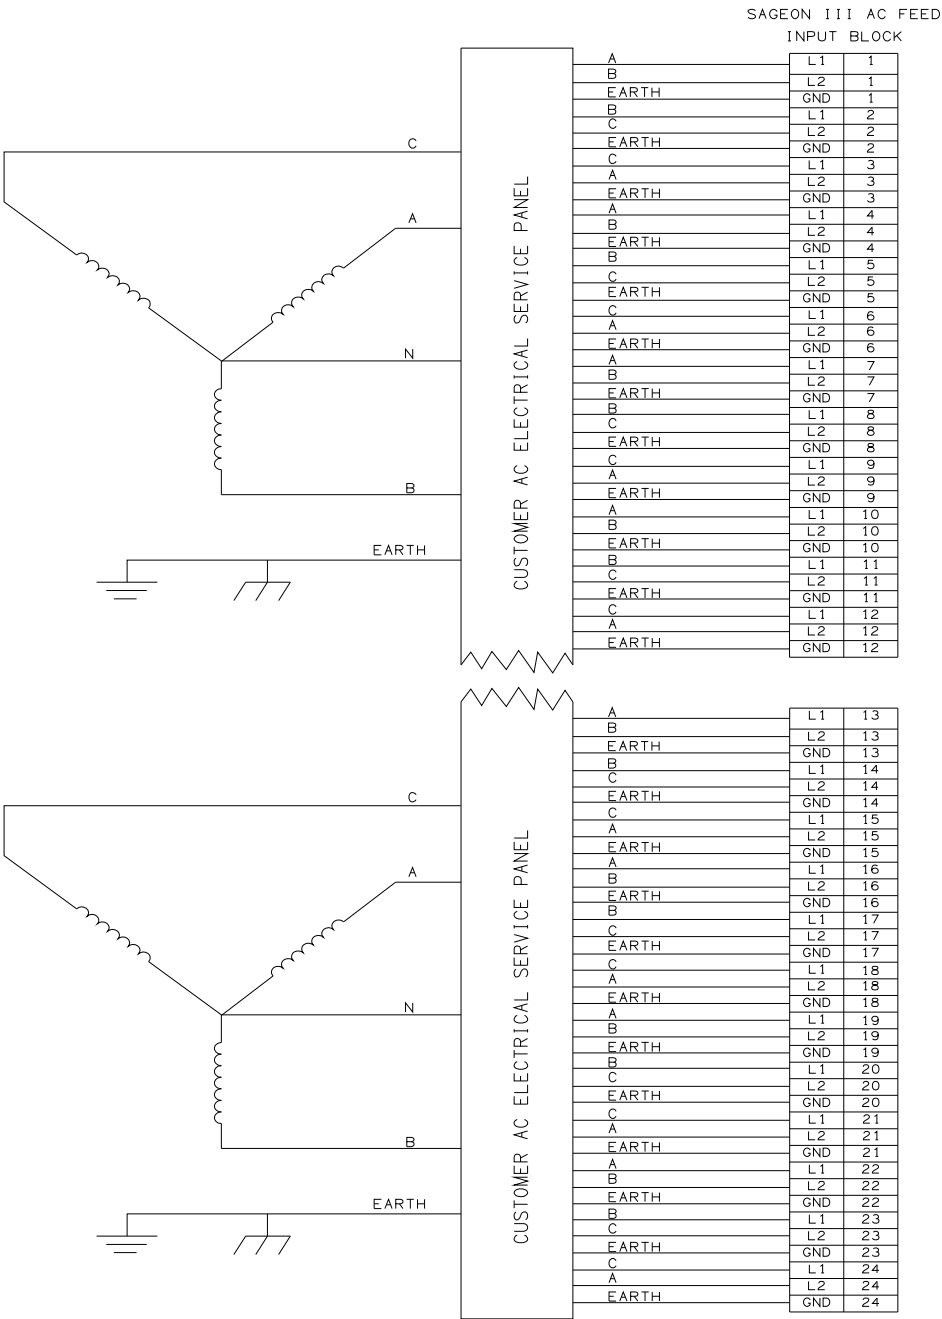 SAGEON III AC FEED
INPUT BLOCK
A L1 1
B L2 1
EARTH GND 1
B L1 2
C L2 2
EARTH GND 2
C L1 3
A L2 3
EARTH GND 3
A L1 4
B L2 4
EARTH GND 4
B L1 5
C L2 5
EARTH GND 5
C L1 6
A L2 6
EARTH GND 6
A L1 7
B L2 7
EARTH GND 7
B L1 8
C L2 8
EARTH GND 8
C L1 9
A L2 9
EARTH GND 9
A L1 10
B L2 10
EARTH GND 10
B L1 11
C L2 11
EARTH GND 11
C L1 12
A L2 12
EARTH GND 12
C
A
N
B
EARTH
CUSTOMER AC ELECTRICAL SERVICE PANEL
A L1 13
B L2 13
EARTH GND 13
B L1 14
C L2 14
EARTH GND 14
C L1 15
A L2 15
EARTH GND 15
A L1 16
B L2 16
EARTH GND 16
B L1 17
C L2 17
EARTH GND 17
C L1 18
A L2 18
EARTH GND 18
A L1 19
B L2 19
EARTH GND 19
B L1 20
C L2 20
EARTH GND 20
C L1 21
A L2 21
EARTH GND 21
A L1 22
B L2 22
EARTH GND 22
B L1 23
C L2 23
EARTH GND 23
C L1 24
A L2 24
EARTH GND 24
C
A
N
B
EARTH
CUSTOMER AC ELECTRICAL SERVICE PANEL